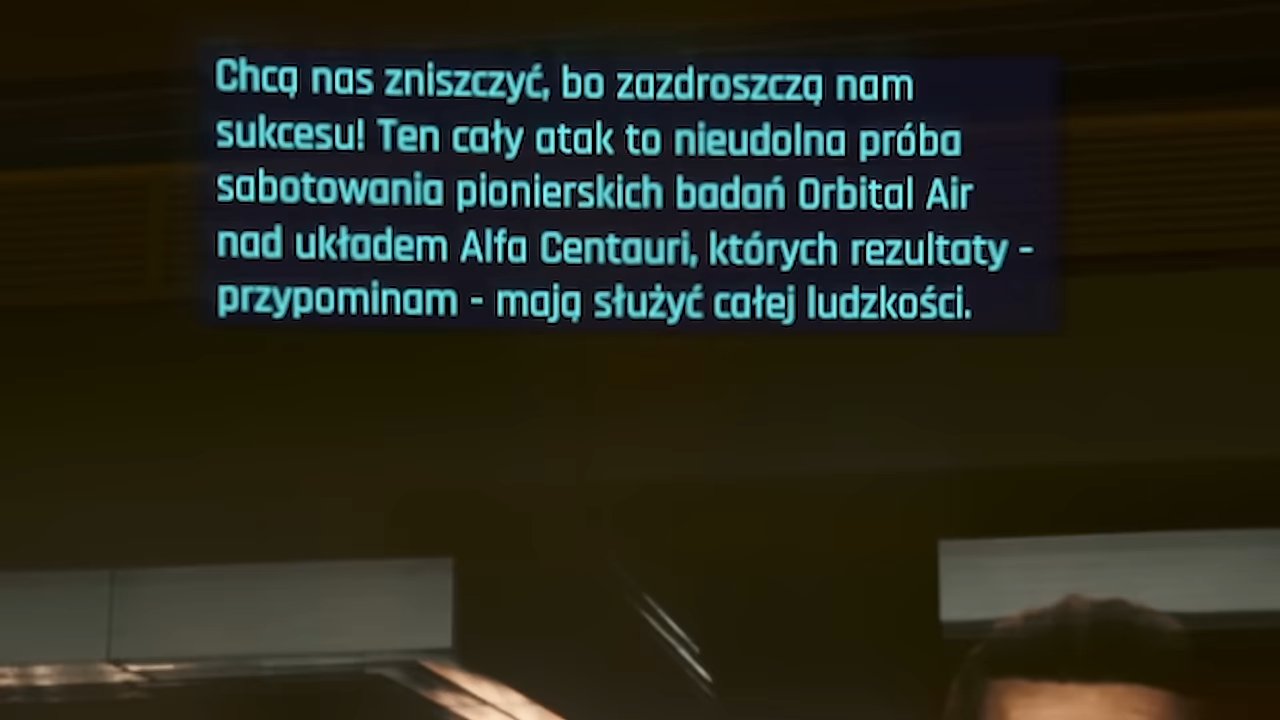 Chcą nas zniszczyć, bo zazdroszczą nam
sukcesu! Ten cały atak to nieudolna próba
sabotowania pionierskich badań Orbital Air
nad układem Alfa Centauri, których rezultaty -
przypominam - mają służyć całej ludzkości.